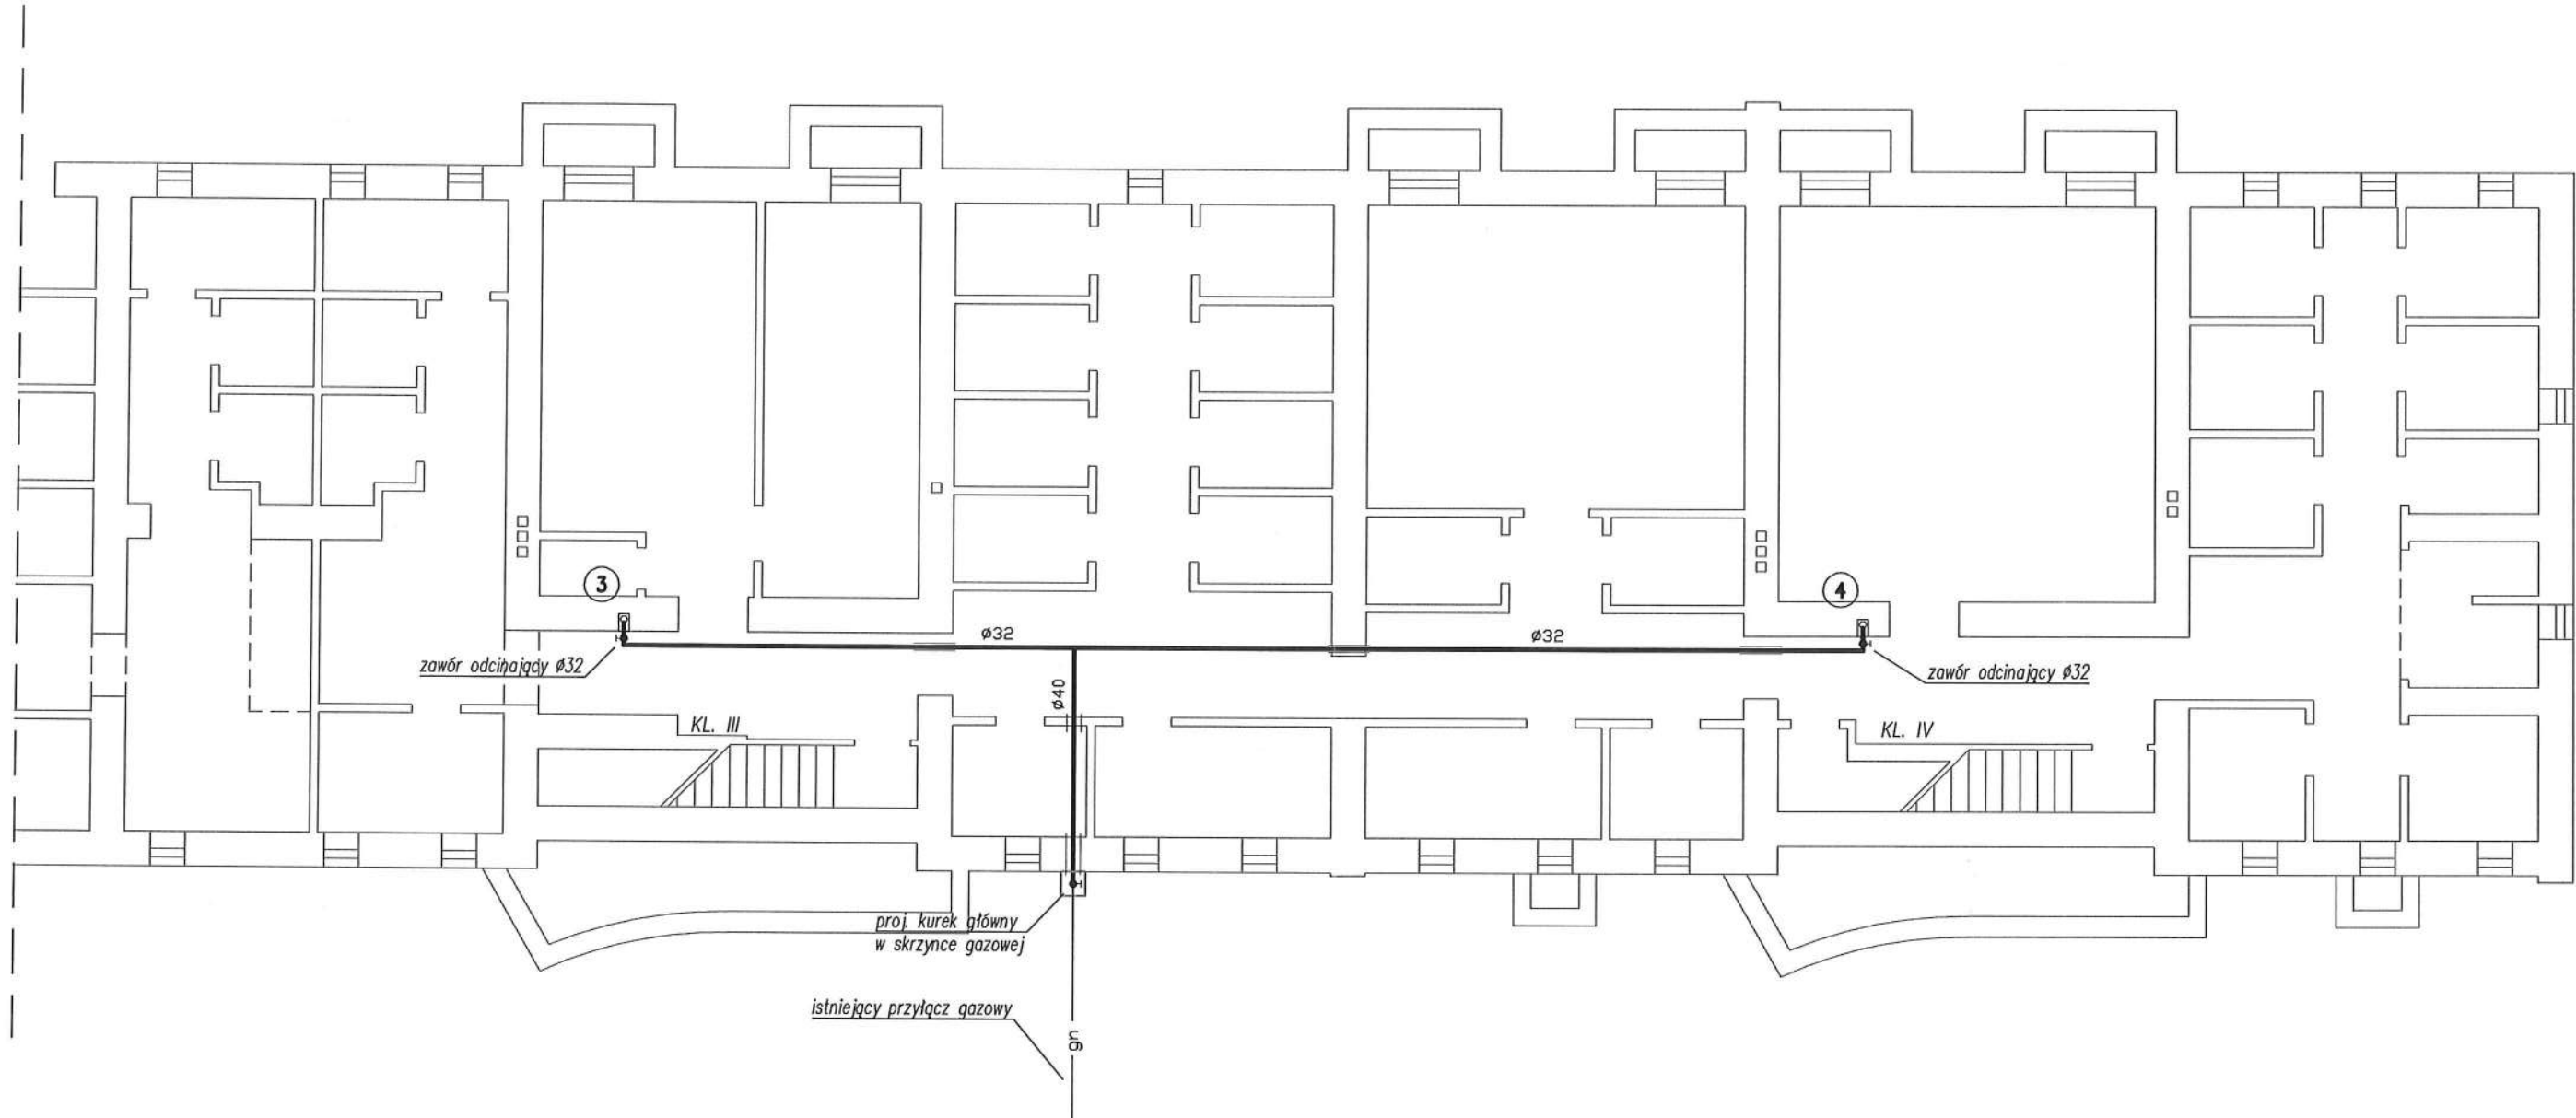 3
4
ø32
ø32
zawór odcinający ø32
zawór odcinający ø32
ø40
KL. III
KL. IV
proj. kurek główny
w skrzynce gazowej
istniejący przyłącz gazowy
gn